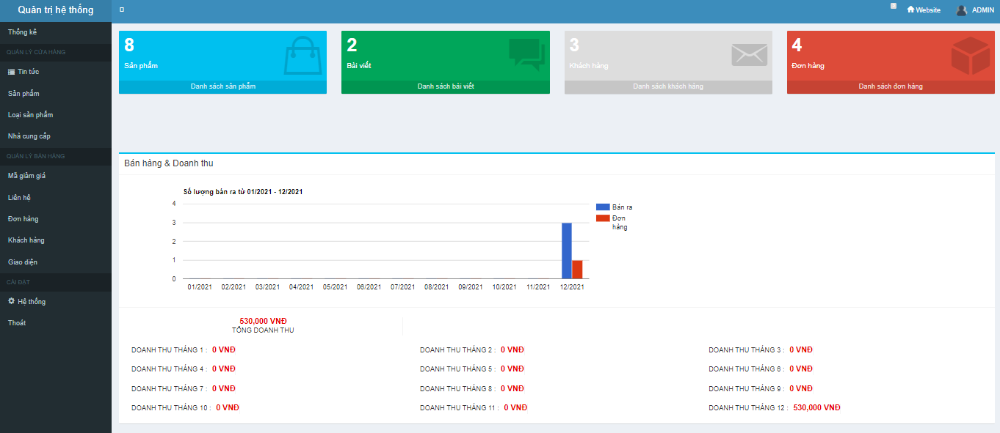 Quản trị hệ thống
Website
ADMIN
Thống kê
QUẢN LÝ CỬA HÀNG
Tin tức
Sản phẩm
Loại sản phẩm
Nhà cung cấp
QUẢN LÝ BÁN HÀNG
Mã giảm giá
Liên hệ
Đơn hàng
Khách hàng
Giao diện
CÀI ĐẶT
Hệ thống
Thoát
8
Sản phẩm
Danh sách sản phẩm
2
Bài viết
Danh sách bài viết
3
Khách hàng
Danh sách khách hàng
4
Đơn hàng
Danh sách đơn hàng
Bán hàng & Doanh thu
Số lượng bán ra từ 01/2021 - 12/2021
4
3
2
1
0
01/2021 02/2021 03/2021 04/2021 05/2021 06/2021 07/2021 08/2021 09/2021 10/2021 11/2021 12/2021
Bán ra
Đơn
hàng
530,000 VNĐ
TỔNG DOANH THU
DOANH THU THÁNG 1 : 0 VNĐ
DOANH THU THÁNG 2 : 0 VNĐ
DOANH THU THÁNG 3 : 0 VNĐ
DOANH THU THÁNG 4 : 0 VNĐ
DOANH THU THÁNG 5 : 0 VNĐ
DOANH THU THÁNG 6 : 0 VNĐ
DOANH THU THÁNG 7 : 0 VNĐ
DOANH THU THÁNG 8 : 0 VNĐ
DOANH THU THÁNG 9 : 0 VNĐ
DOANH THU THÁNG 10 : 0 VNĐ
DOANH THU THÁNG 11 : 0 VNĐ
DOANH THU THÁNG 12 : 530,000 VNĐ